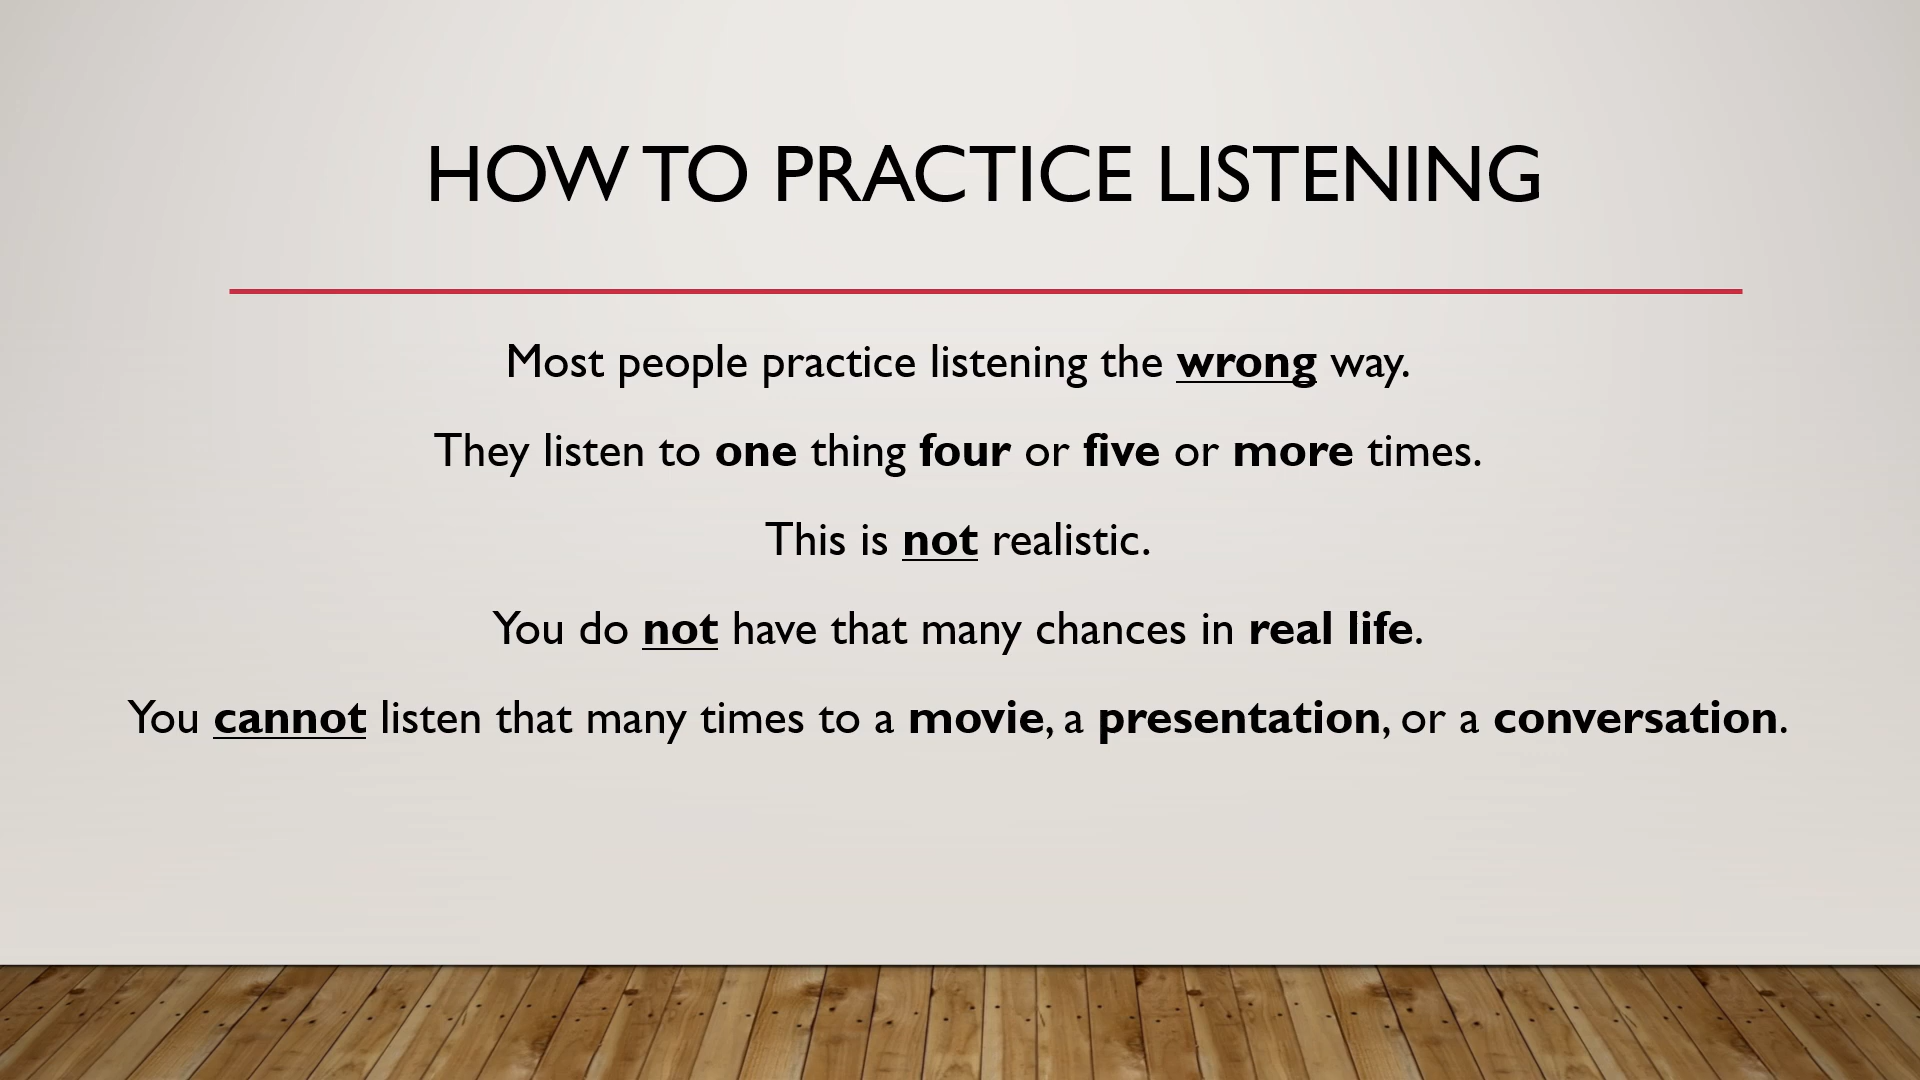 HOW TO PRACTICE LISTENING
Most people practice listening the wrong way.
They listen to one thing four or five or more times.
This is not realistic.
You do not have that many chances in real life.
You cannot listen that many times to a movie, a presentation, or a conversation.